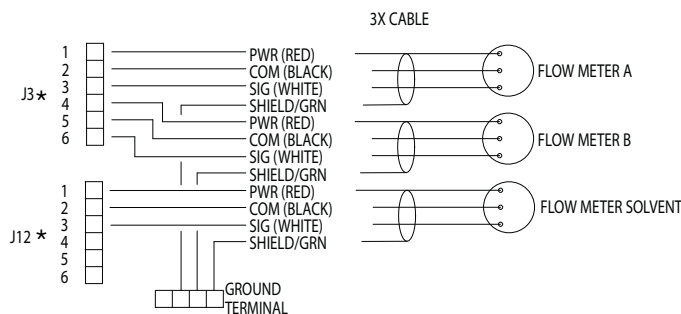 3X CABLE
1 PWR (RED)
2 COM (BLACK) FLOW METER A
3 SIG (WHITE)
J3*
4 SHIELD/GRN
5 PWR (RED)
6 COM (BLACK) FLOW METER B
SIG (WHITE)
SHIELD/GRN
1 PWR (RED)
2 COM (BLACK) FLOW METER SOLVENT
3 SIG (WHITE)
J12*
4 SHIELD/GRN
5
6
GROUND
TERMINAL